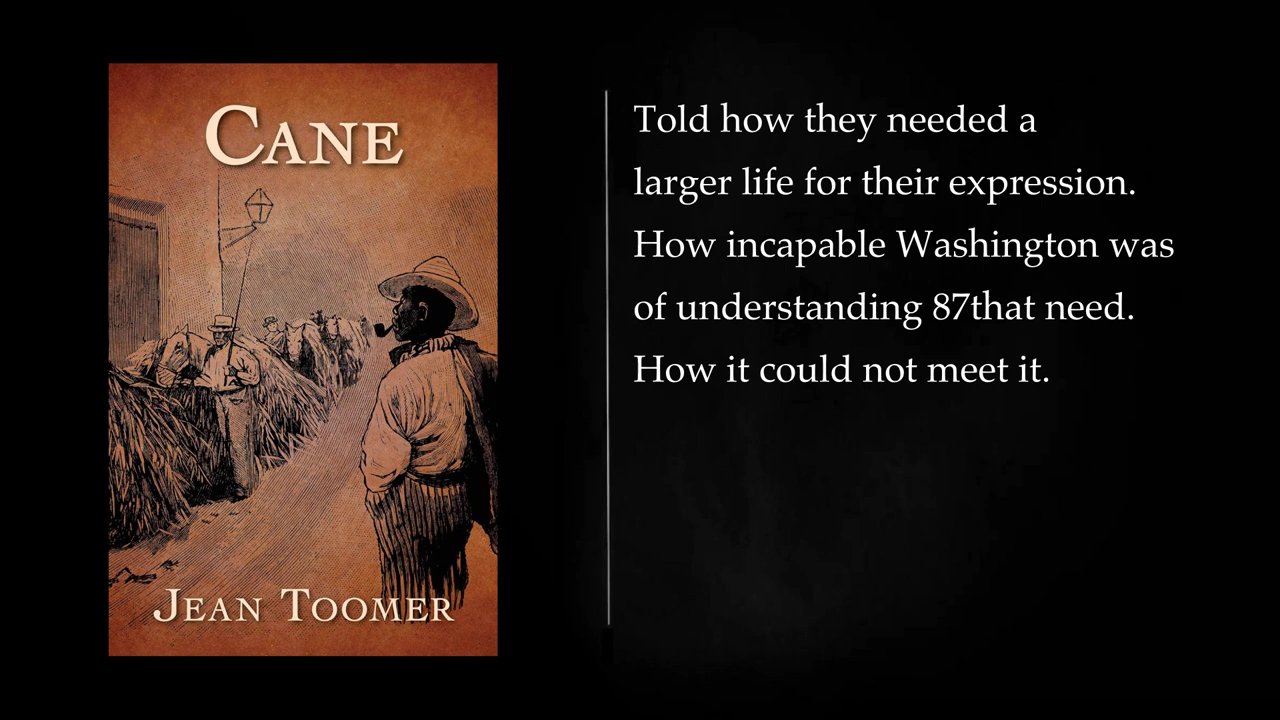 CANE
JEAN TOOMER
Told how they needed a
larger life for their expression.
How incapable Washington was
of understanding 87that need.
How it could not meet it.